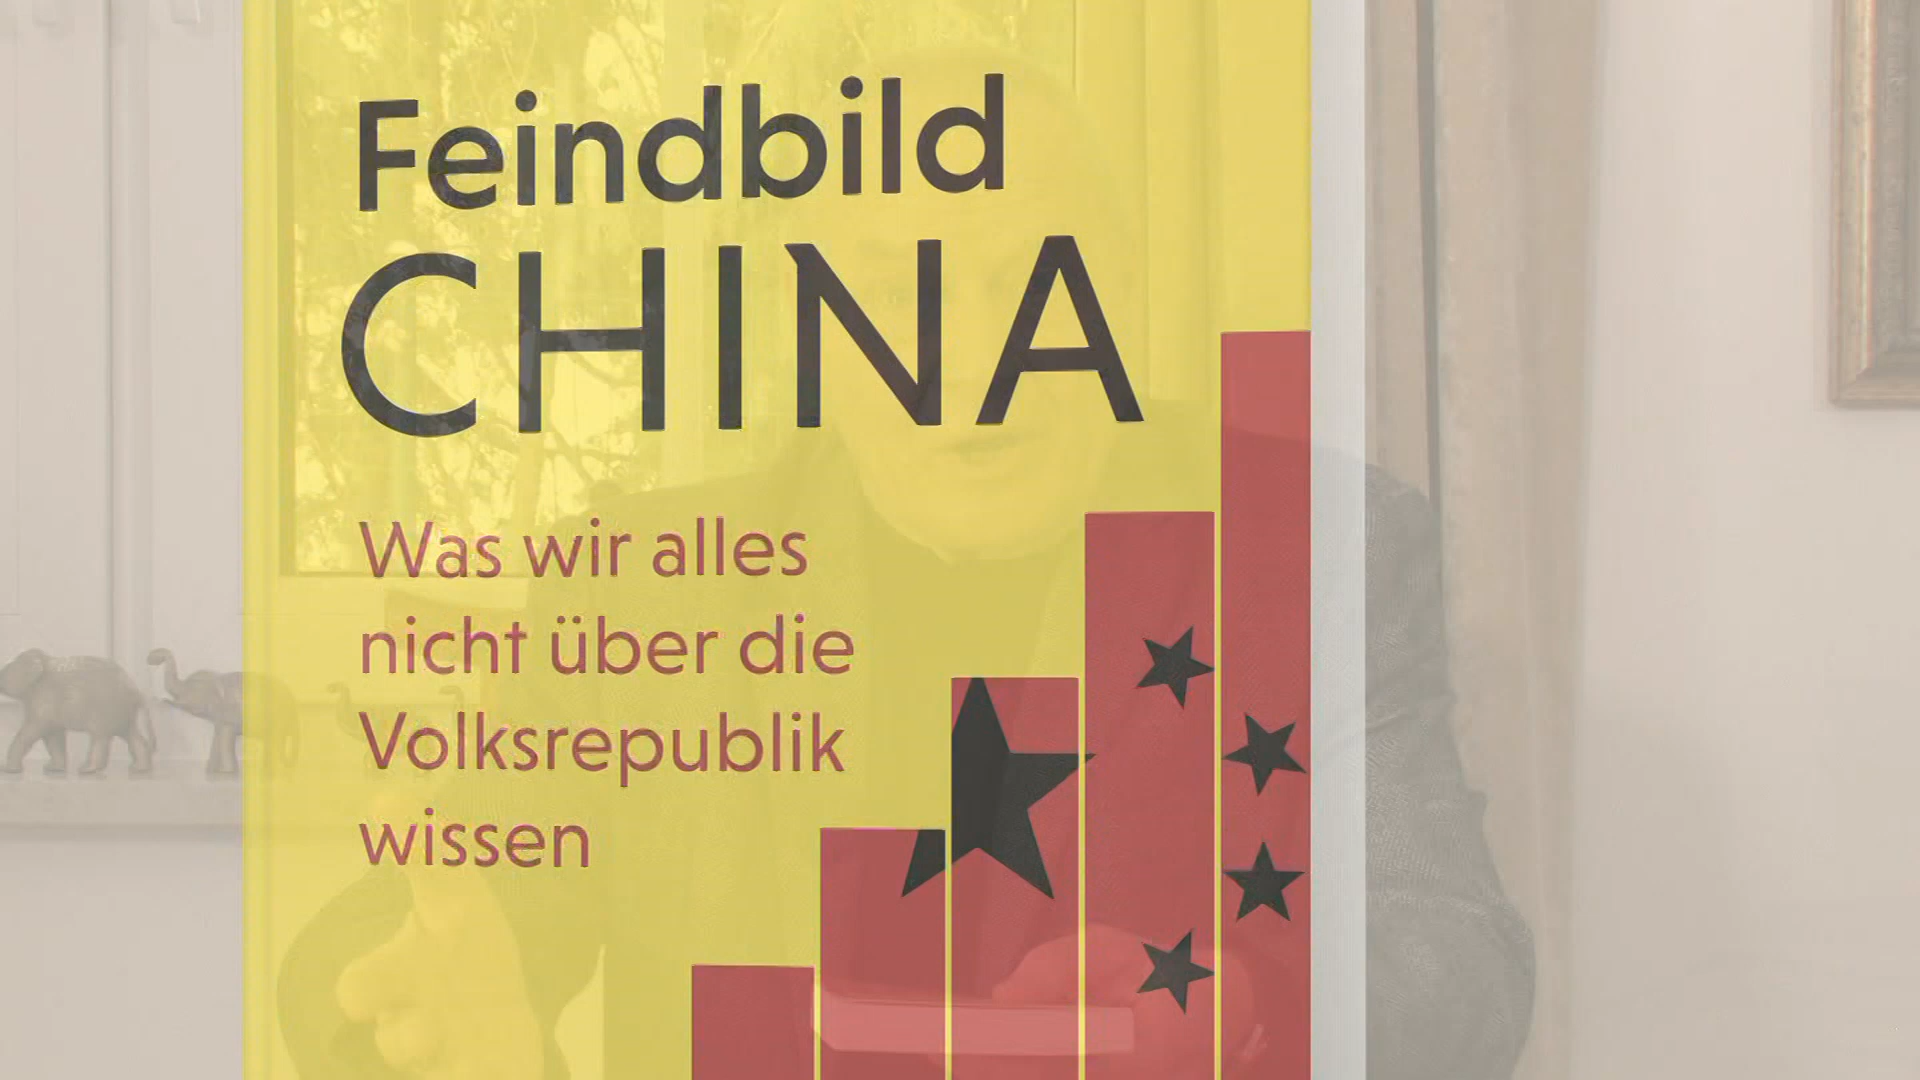 Feindbild
CHINA
Was wir alles
nicht über die
Volksrepublik
wissen